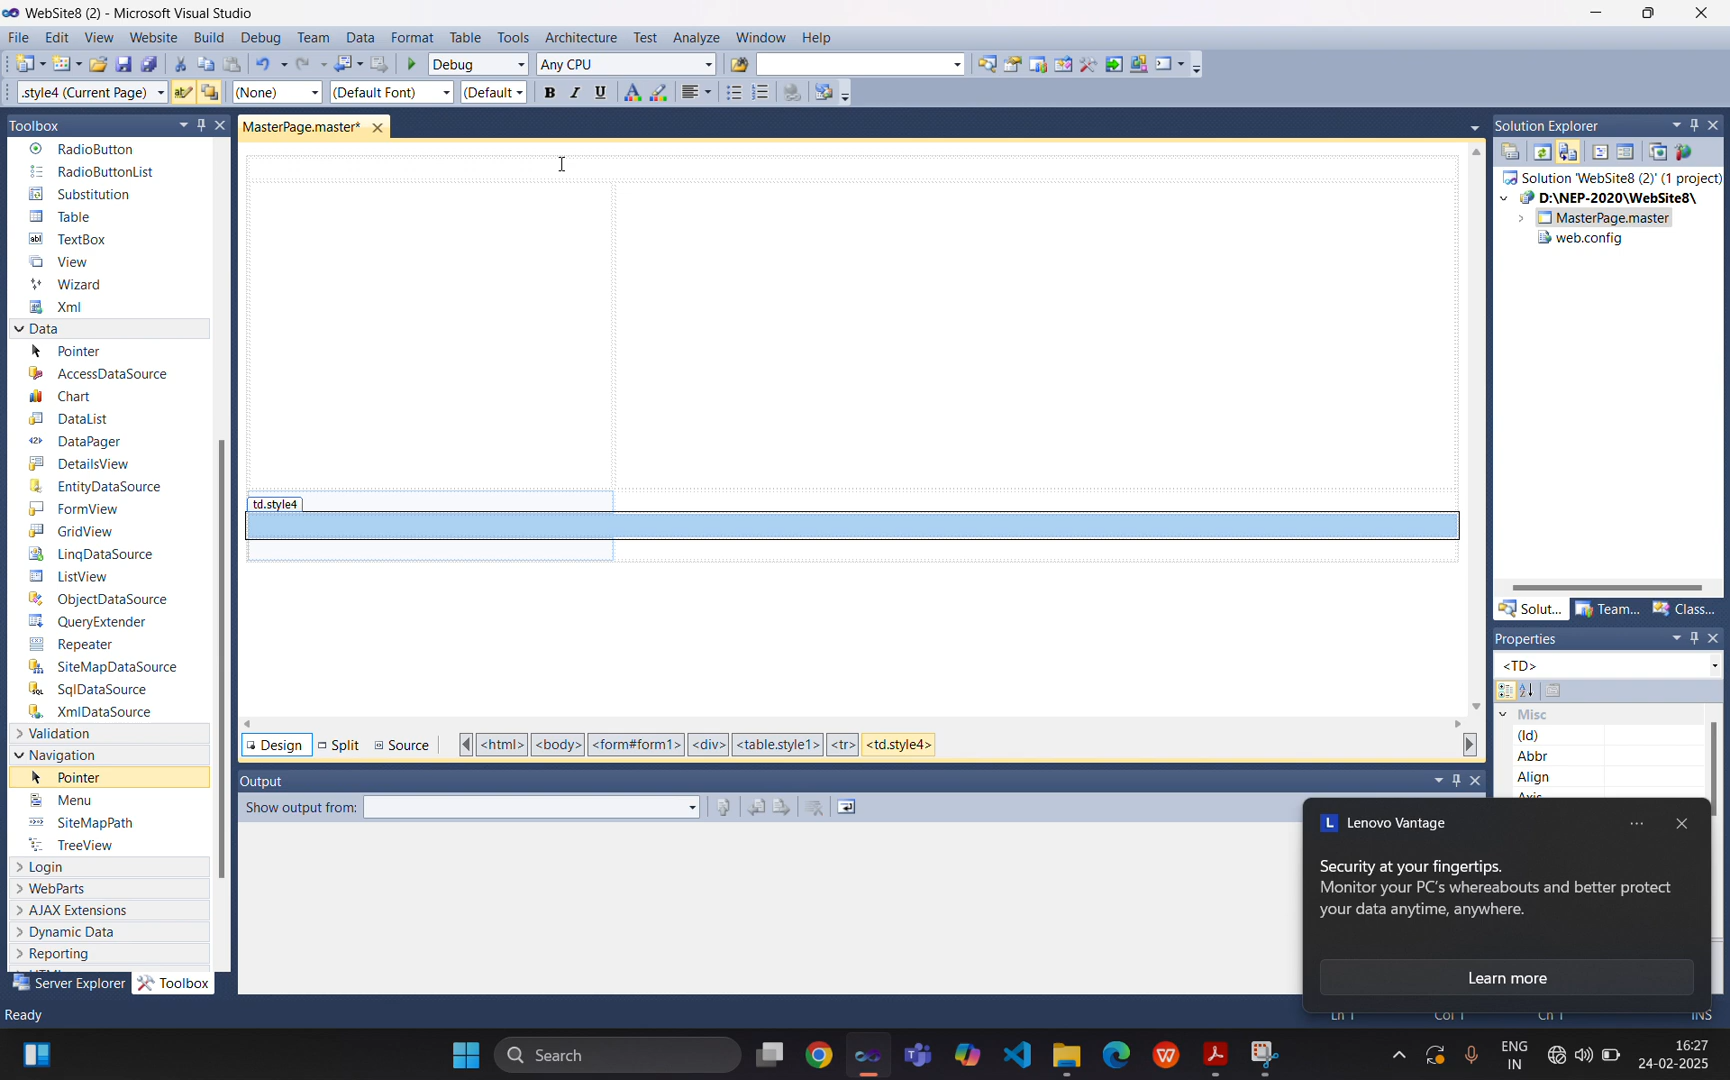 WebSite8 (2) - Microsoft Visual Studio
File Edit View Website Build Debug Team Data Format Table Tools Architecture Test Analyze Window Help
Debug Any CPU
.style4 (Current Page) (None) (Default Font) (Default B I U
Toolbox
RadioButton
RadioButtonList
Substitution
Table
TextBox
View
Wizard
Xml
Data
Pointer
AccessDataSource
Chart
DataList
DataPager
DetailsView
EntityDataSource
FormView
GridView
LinqDataSource
ListView
ObjectDataSource
QueryExtender
Repeater
SiteMapDataSource
SqlDataSource
XmlDataSource
Validation
Navigation
Pointer
Menu
SiteMapPath
TreeView
Login
WebParts
AJAX Extensions
Dynamic Data
Reporting
Server Explorer Toolbox
MasterPage.master*
td.style4
Design Split Source <html> <body> <form#form1> <div> <table.style1> <tr> <td.style4>
Output
Show output from:
Solution Explorer
Solution 'WebSite8 (2)' (1 project)
D:\NEP-2020\WebSite8\
MasterPage.master
web.config
Solut... Team... Class...
Properties
<TD>
Misc
(Id)
Abbr
Align
Axis
Lenovo Vantage
Security at your fingertips.
Monitor your PC's whereabouts and better protect
your data anytime, anywhere.
Learn more
Ready Ln 1 Col 1 Ch 1 INS
Search
ENG
IN
16:27
24-02-2025